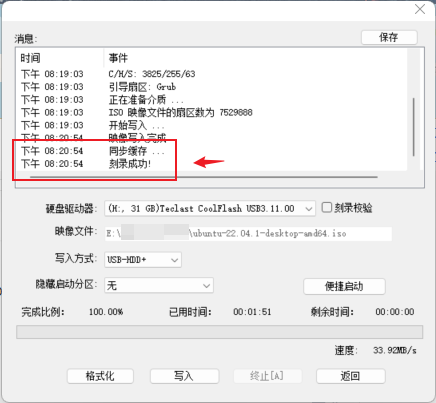 消息:
保存
时间 事件
下午 08:19:03 C/H/S: 3825/255/63
下午 08:19:03 引导扇区: Grub
下午 08:19:03 正在准备介质 ...
下午 08:19:03 ISO 映像文件的扇区数为 7529888
下午 08:19:03 开始写入 ...
下午 08:20:54 映像写入完成
下午 08:20:54 同步缓存 ...
下午 08:20:54 刻录成功!
硬盘驱动器: (H:, 31 GB)Teclast CoolFlash USB3.11.00 刻录校验
映像文件: E:\ \ubuntu-22.04.1-desktop-amd64.iso
写入方式: USB-HDD+
隐藏启动分区: 无 便捷启动
完成比例: 100.00% 已用时间: 00:01:51 剩余时间: 00:00:00
速度: 33.92MB/s
格式化 写入 终止[A] 返回